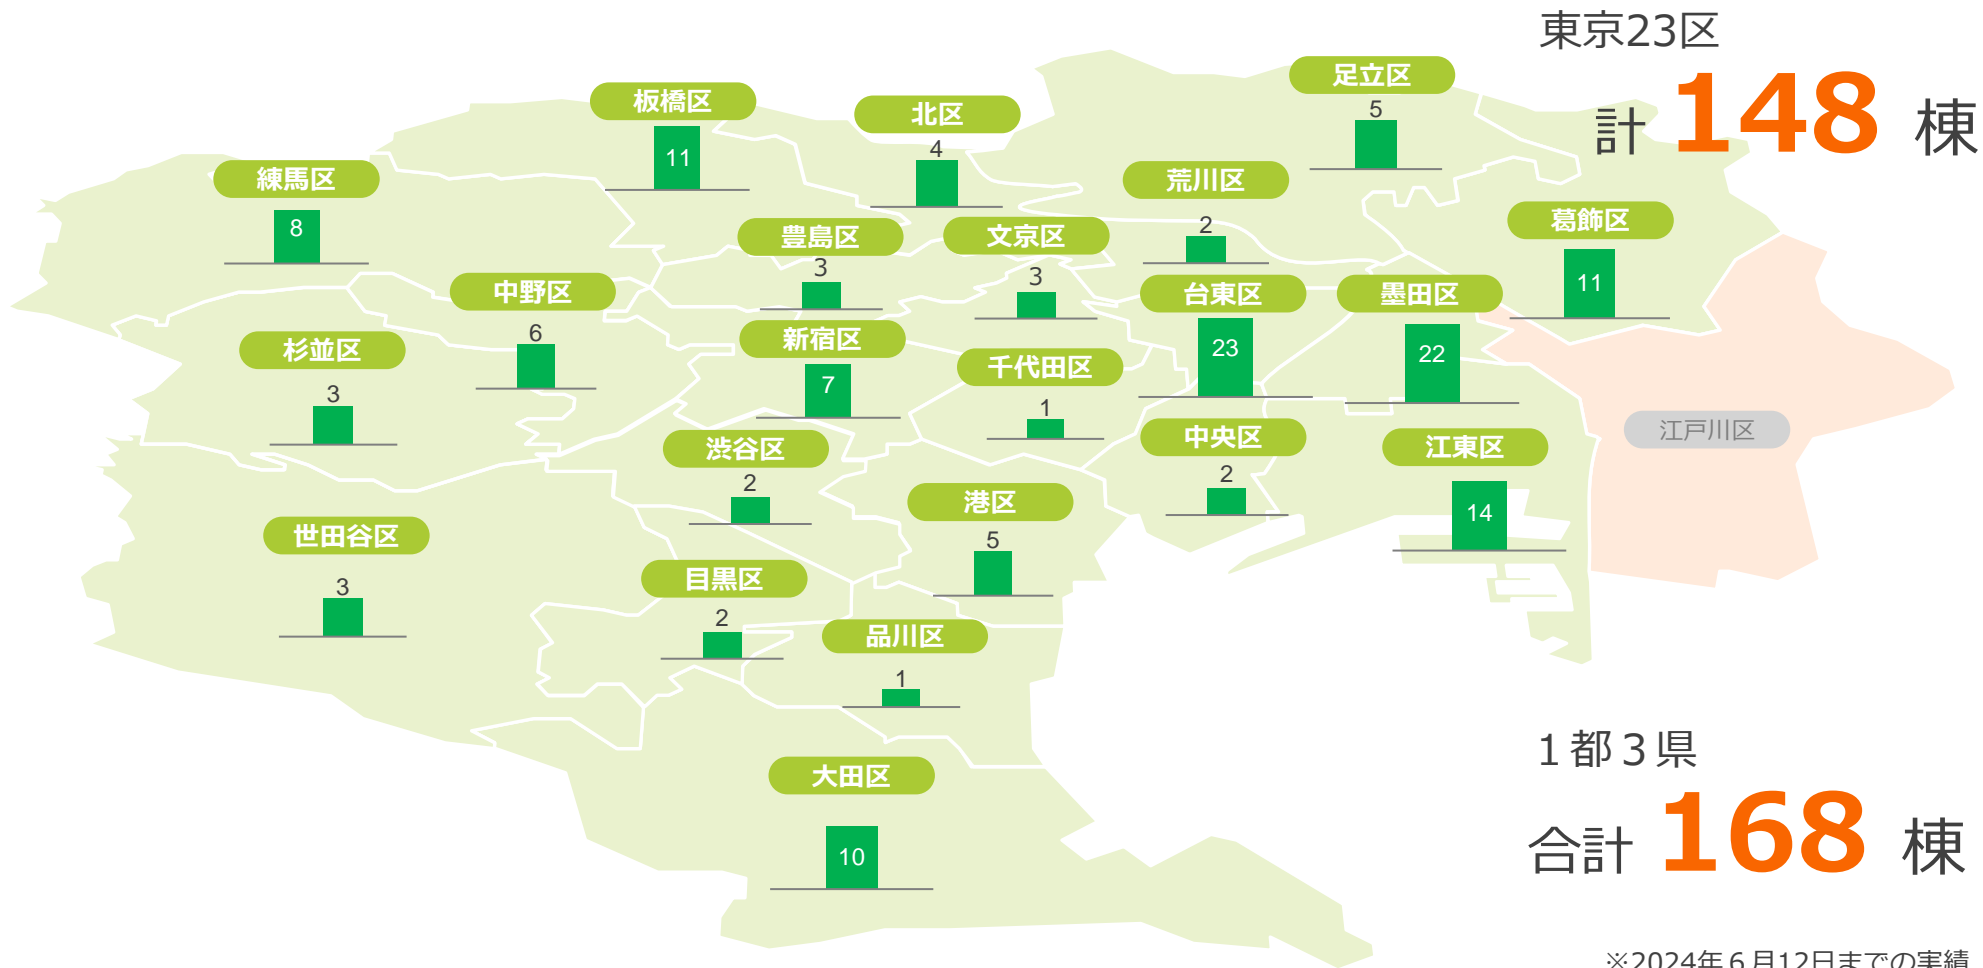 東京23区
計 148 棟
足立区
5
板橋区
11
北区
4
練馬区
8
荒川区
2
葛飾区
11
豊島区
3
文京区
3
中野区
6
台東区
23
墨田区
22
杉並区
3
新宿区
7
千代田区
1
江戸川区
渋谷区
2
中央区
2
江東区
14
世田谷区
3
港区
5
目黒区
2
品川区
1
大田区
10
１都３県
合計 168 棟
※2024年６月12日までの実績